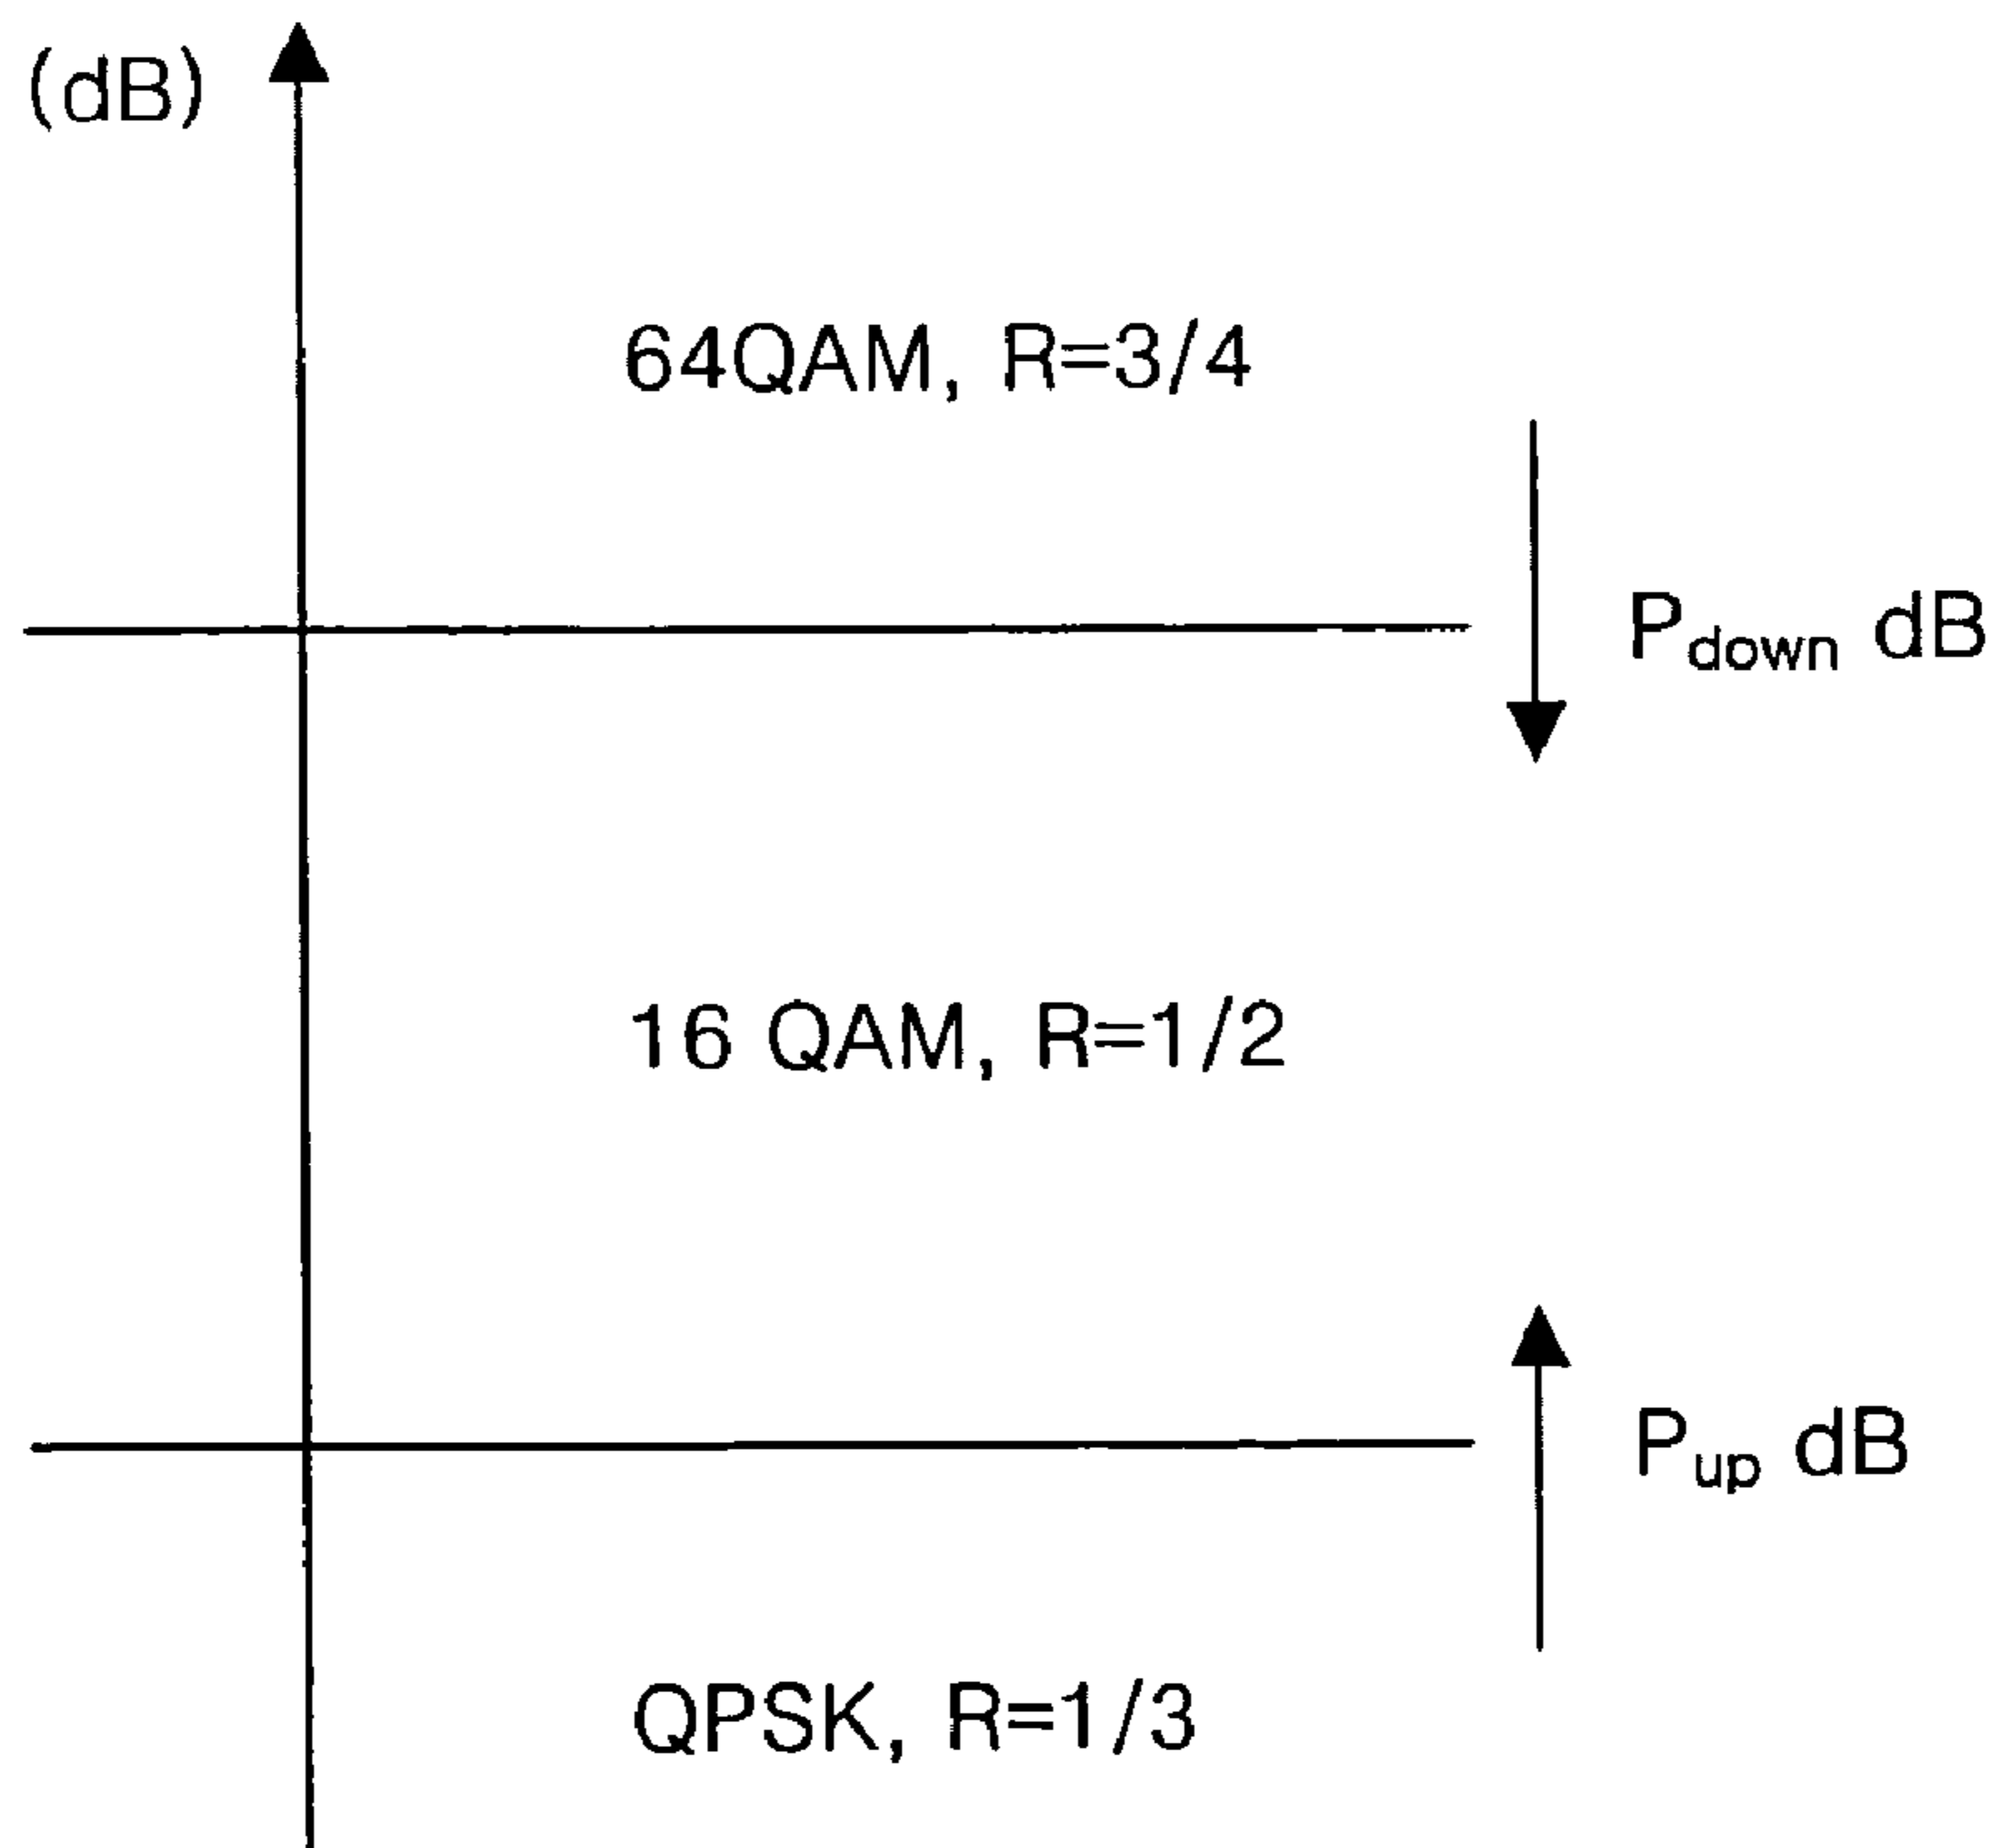 (dB)
64QAM, R=3/4
Pdown dB
16 QAM, R=1/2
Pup dB
QPSK, R=1/3